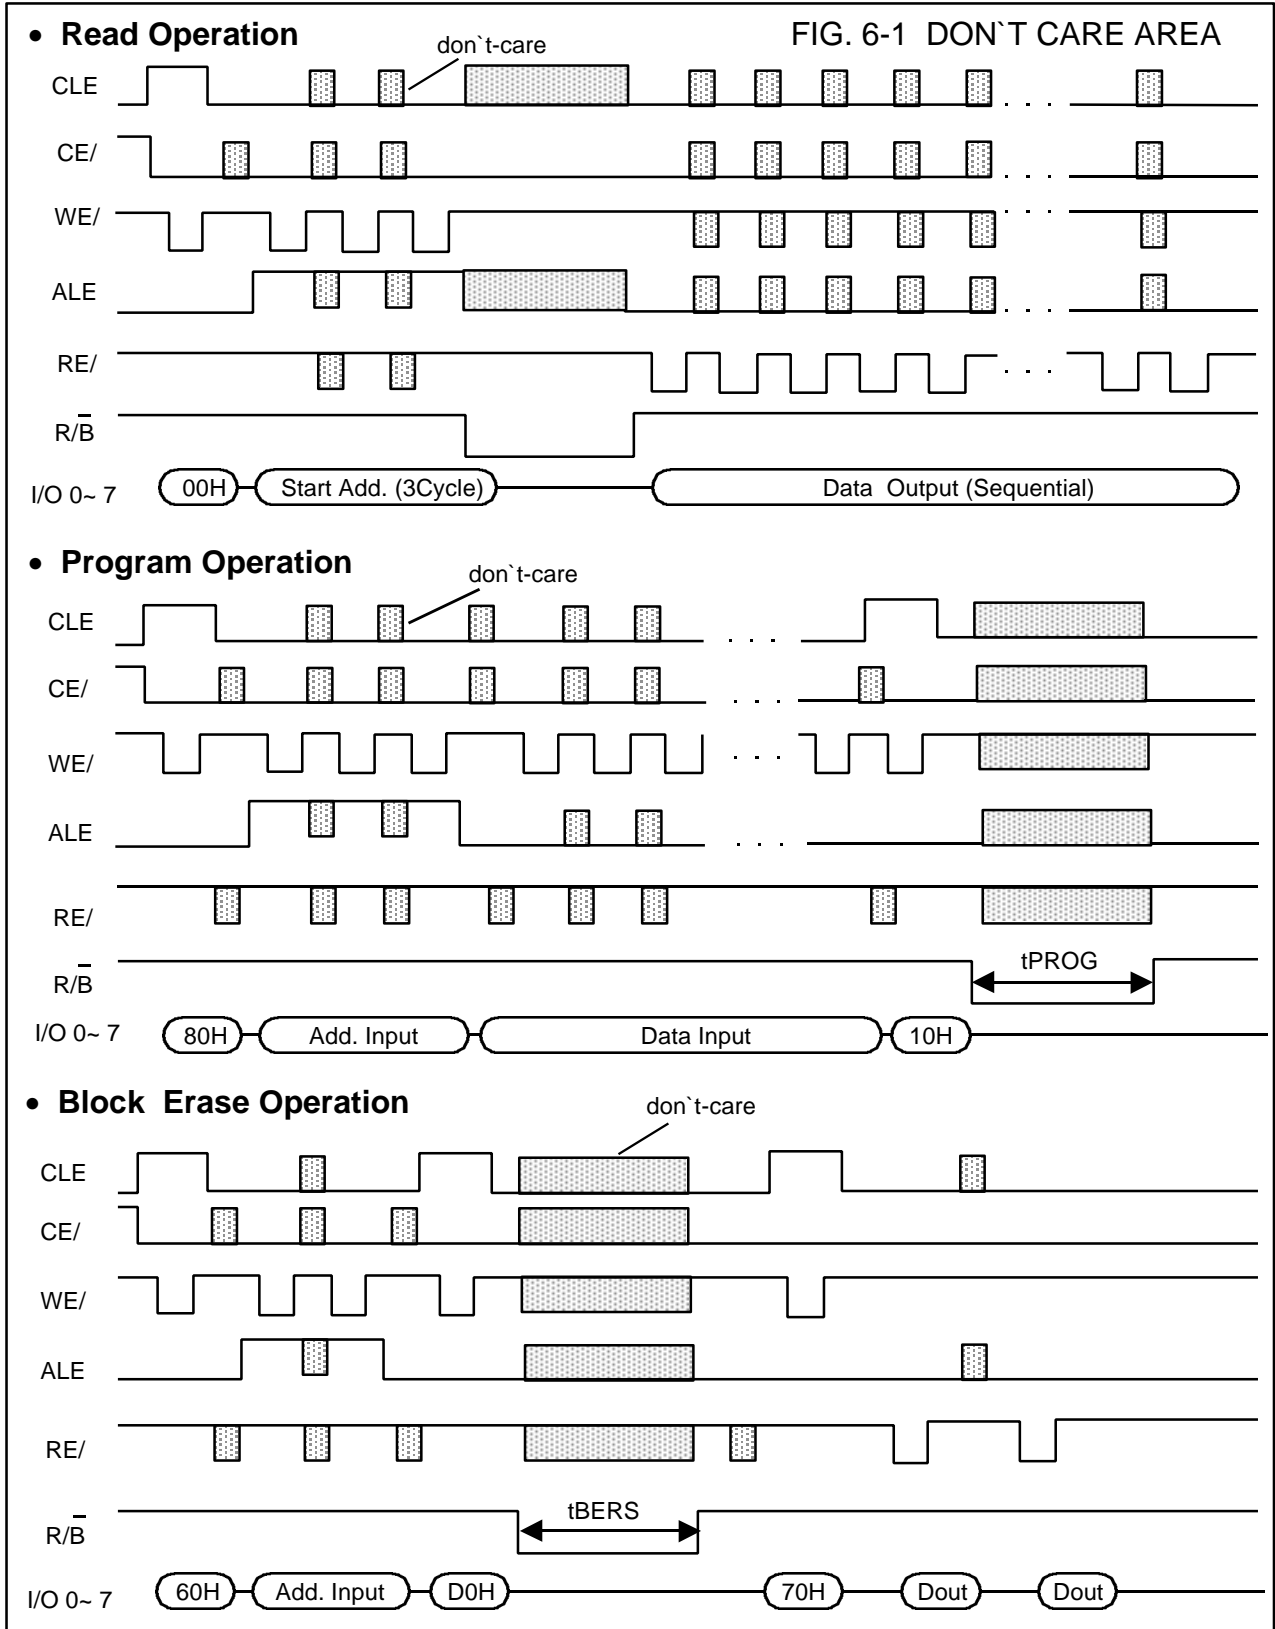 • Read Operation
FIG. 6-1 DON`T CARE AREA
don`t-care
CLE
CE/
WE/
ALE
RE/
R/B̅
I/O 0~ 7
00H
Start Add. (3Cycle)
Data Output (Sequential)
• Program Operation
don`t-care
CLE
CE/
WE/
ALE
RE/
R/B̅
tPROG
I/O 0~ 7
80H
Add. Input
Data Input
10H
• Block Erase Operation
don`t-care
CLE
CE/
WE/
ALE
RE/
R/B̅
tBERS
I/O 0~ 7
60H
Add. Input
D0H
70H
Dout
Dout